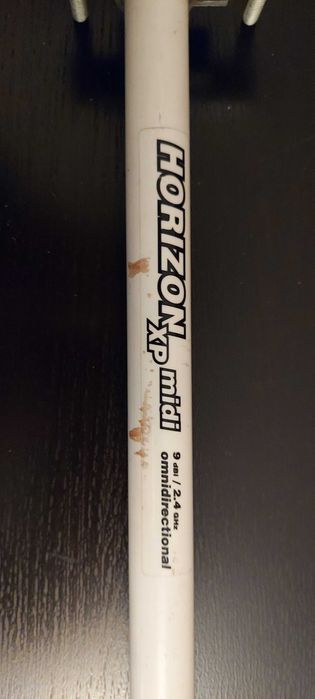 HORIZON
XP midi
9 dBi / 2.4 GHz
omnidirectional